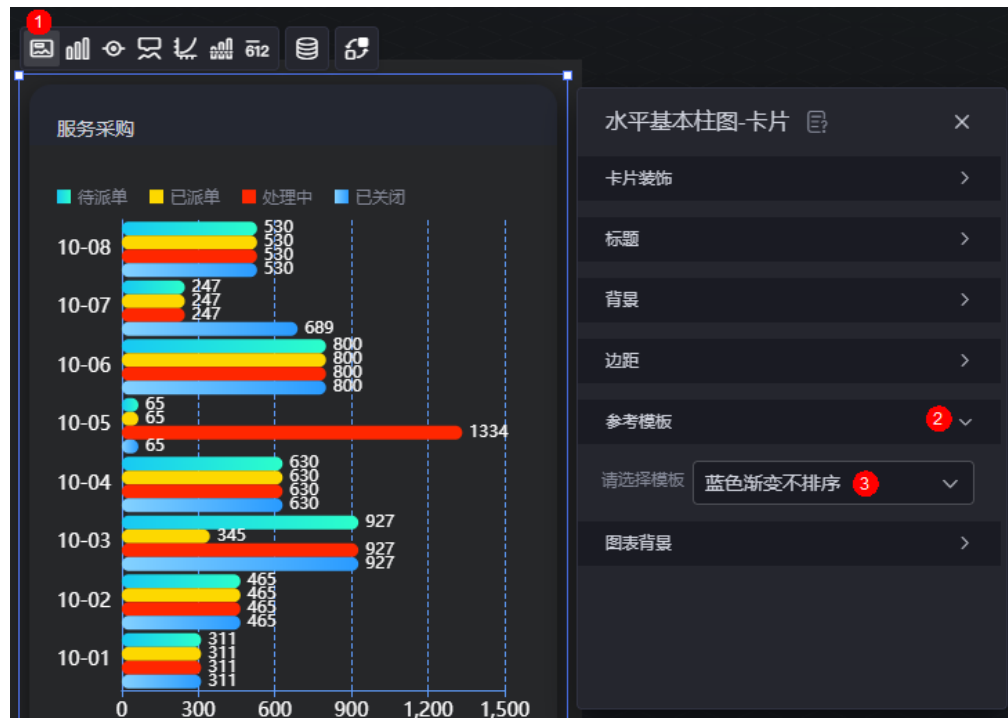 1
612
服务采购
水平基本柱图-卡片
待派单 已派单 处理中 已关闭
卡片装饰
标题
背景
边距
参考模板 2
请选择模板 蓝色渐变不排序 3
图表背景
10-08 530 530 530 530
10-07 247 247 247 689
10-06 800 800 800 800
10-05 65 65 1334 65
10-04 630 630 630 630
10-03 927 345 927 927
10-02 465 465 465 465
10-01 311 311 311 311
0 300 600 900 1,200 1,500